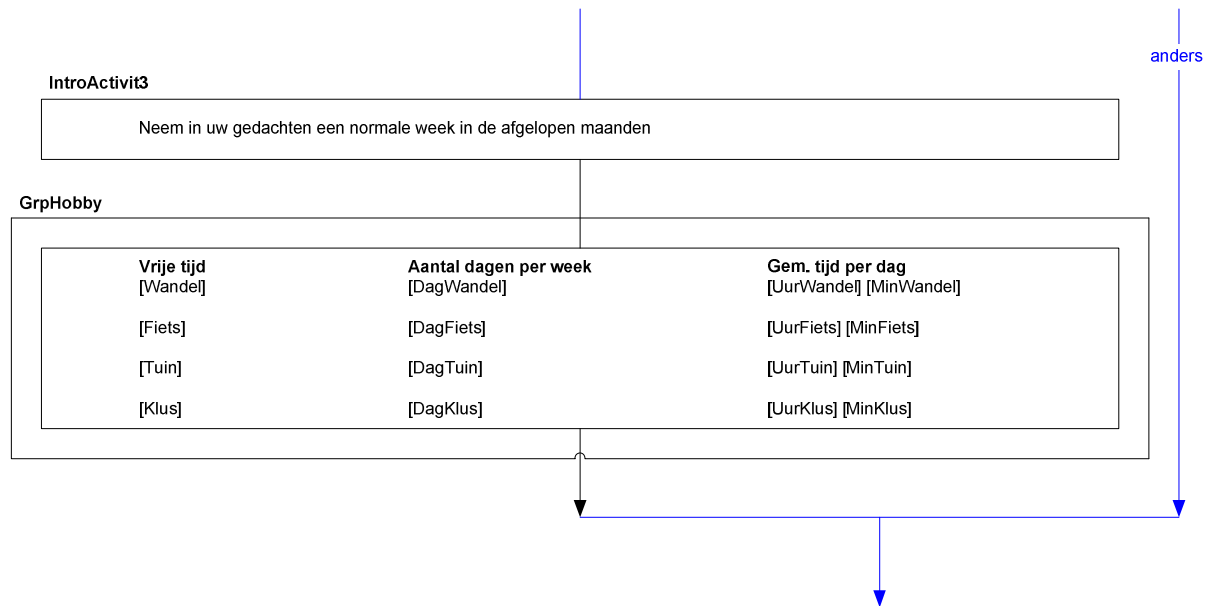 anders
IntroActivit3
Neem in uw gedachten een normale week in de afgelopen maanden
GrpHobby
Vrije tijd Aantal dagen per week Gem. tijd per dag
[Wandel] [DagWandel] [UurWandel] [MinWandel]
[Fiets] [DagFiets] [UurFiets] [MinFiets]
[Tuin] [DagTuin] [UurTuin] [MinTuin]
[Klus] [DagKlus] [UurKlus] [MinKlus]